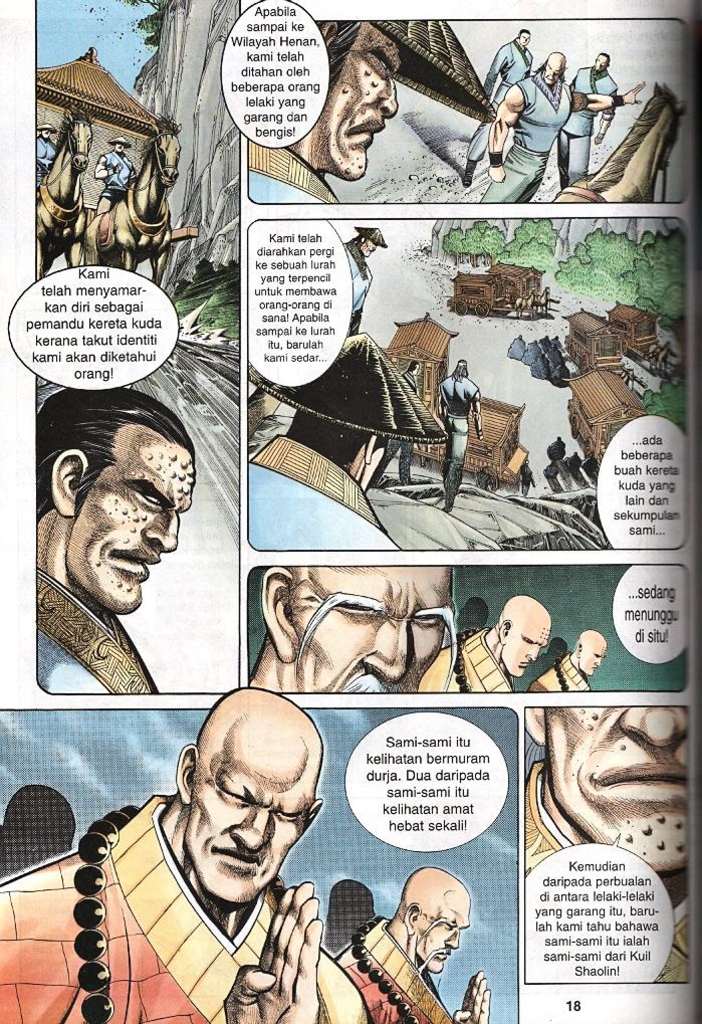 Kami
telah menyamar-
kan diri sebagai
pemandu kereta kuda
kerana takut identiti
kami akan diketahui
orang!
Apabila
sampai ke
Wilayah Henan,
kami telah
ditahan oleh
beberapa orang
lelaki yang
garang dan
bengis!
Kami telah
diarahkan pergi
ke sebuah lurah
yang terpencil
untuk membawa
orang-orang di
sana! Apabila
sampai ke lurah
itu, barulah
kami sedar...
...ada
beberapa
buah kereta
kuda yang
lain dan
sekumpulan
sami...
...sedang
menunggu
di situ!
Sami-sami itu
kelihatan bermuram
durja. Dua daripada
sami-sami itu
kelihatan amat
hebat sekali!
Kemudian
daripada perbualan
di antara lelaki-lelaki
yang garang itu, baru-
lah kami tahu bahawa
sami-sami itu ialah
sami-sami dari Kuil
Shaolin!
18